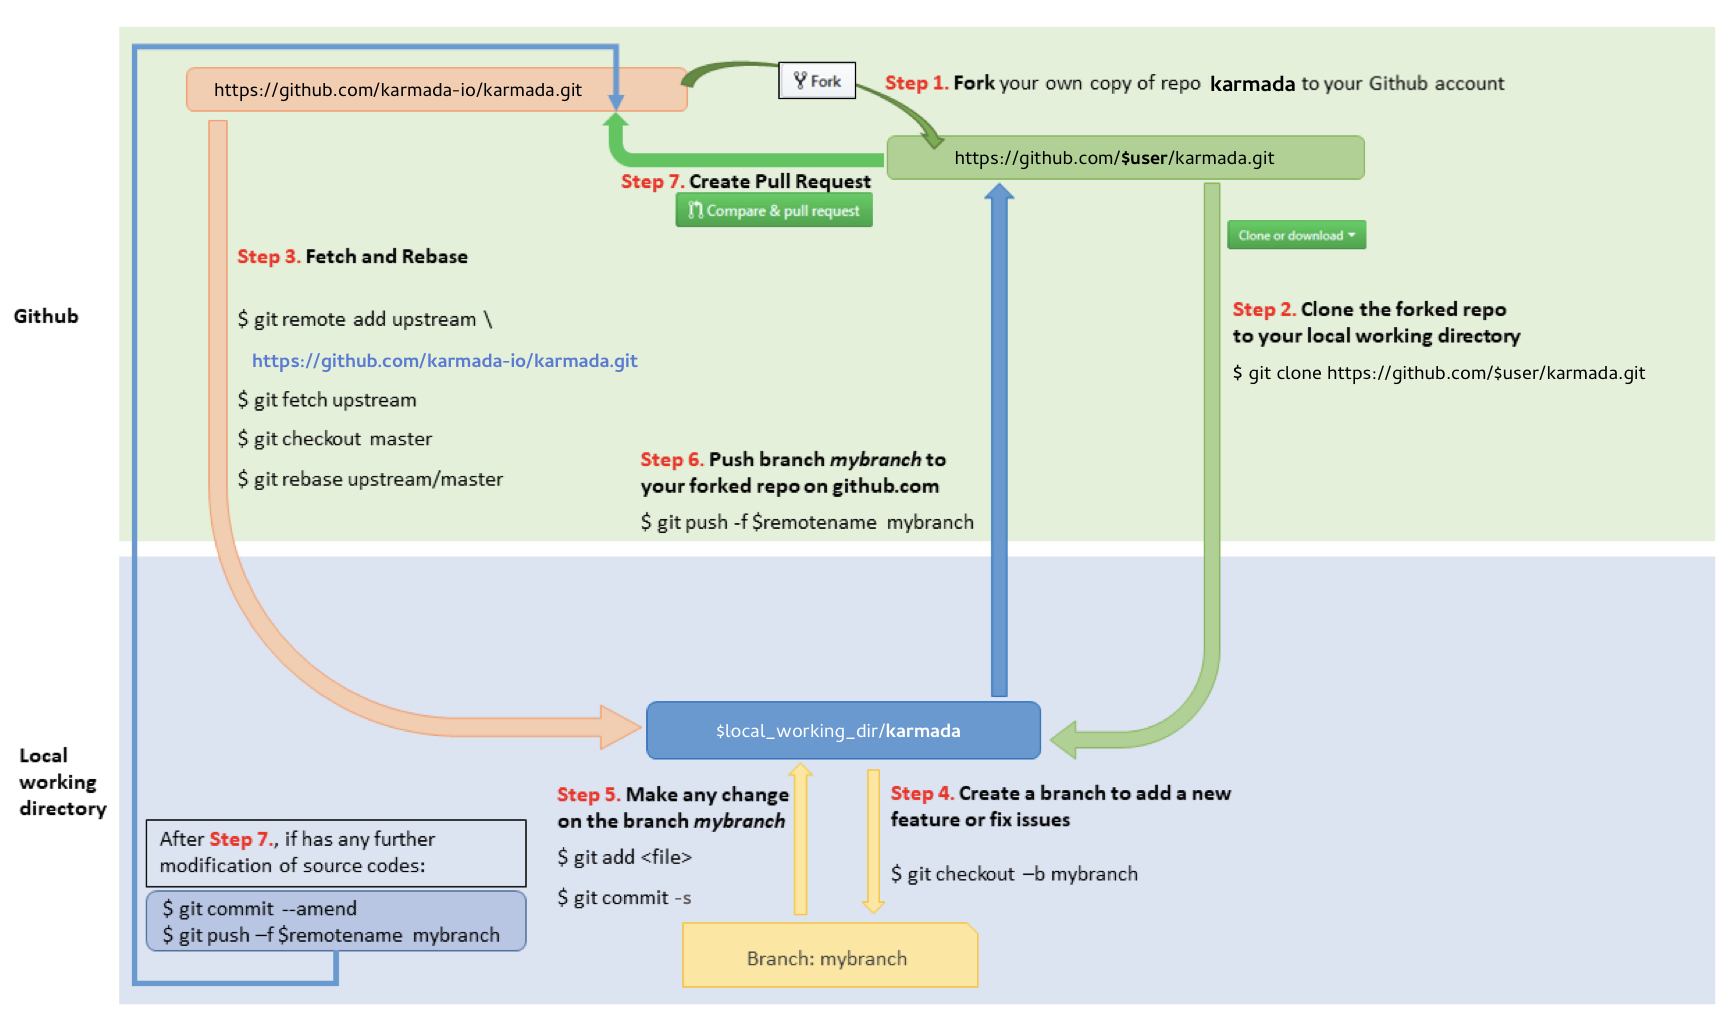 https://github.com/karmada-io/karmada.git
Fork
Step 1. Fork your own copy of repo karmada to your Github account
https://github.com/$user/karmada.git
Step 7. Create Pull Request
Compare & pull request
Clone or download
Step 3. Fetch and Rebase
$ git remote add upstream \
https://github.com/karmada-io/karmada.git
$ git fetch upstream
$ git checkout master
$ git rebase upstream/master
Github
Step 2. Clone the forked repo
to your local working directory
$ git clone https://github.com/$user/karmada.git
Step 6. Push branch mybranch to
your forked repo on github.com
$ git push -f $remotename mybranch
$local_working_dir/karmada
Local
working
directory
Step 5. Make any change
on the branch mybranch
$ git add <file>
$ git commit -s
Step 4. Create a branch to add a new
feature or fix issues
$ git checkout –b mybranch
After Step 7., if has any further
modification of source codes:
$ git commit --amend
$ git push –f $remotename mybranch
Branch: mybranch